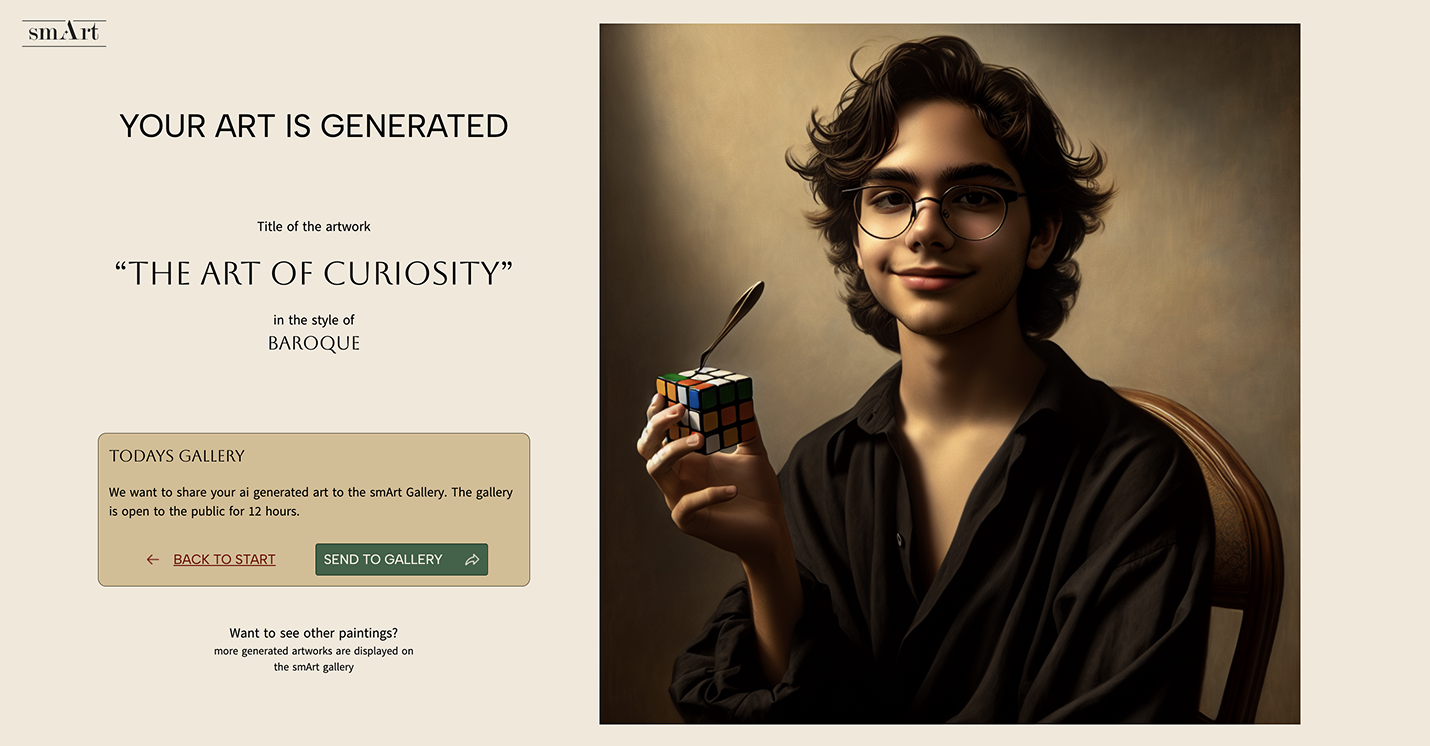 smArt
YOUR ART IS GENERATED
Title of the artwork
“THE ART OF CURIOSITY”
in the style of
BAROQUE
TODAYS GALLERY
We want to share your ai generated art to the smArt Gallery. The gallery
is open to the public for 12 hours.
BACK TO START
SEND TO GALLERY
Want to see other paintings?
more generated artworks are displayed on
the smArt gallery